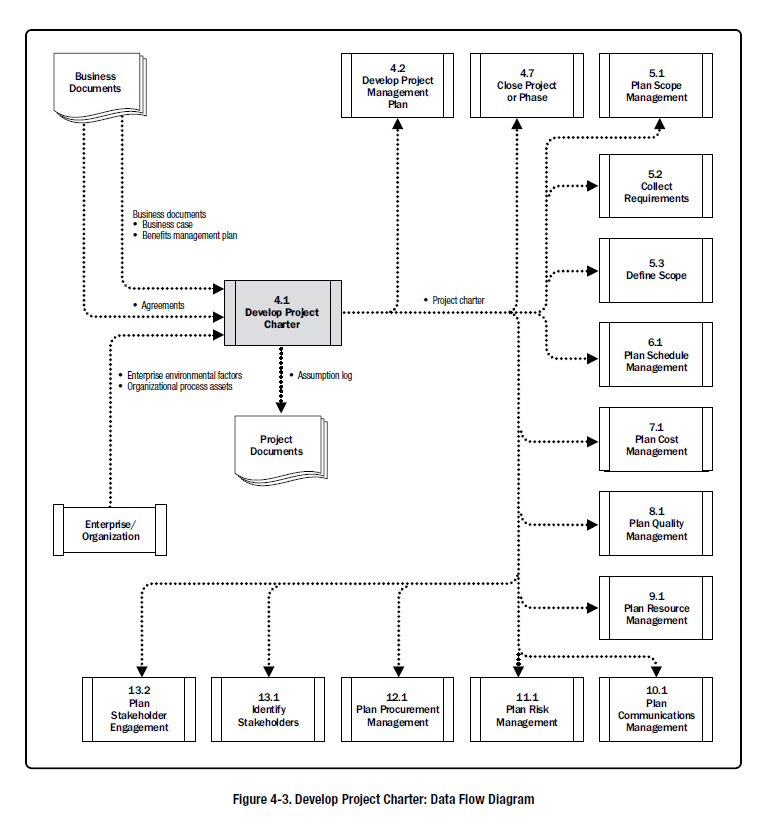 Business
Documents
4.2
Develop Project
Management
Plan
4.7
Close Project
or Phase
5.1
Plan Scope
Management
5.2
Collect
Requirements
Business documents
• Business case
• Benefits management plan
5.3
Define Scope
• Agreements
4.1
Develop Project
Charter
• Project charter
6.1
Plan Schedule
Management
• Enterprise environmental factors
• Organizational process assets
• Assumption log
Project
Documents
7.1
Plan Cost
Management
Enterprise/
Organization
8.1
Plan Quality
Management
9.1
Plan Resource
Management
13.2
Plan
Stakeholder
Engagement
13.1
Identify
Stakeholders
12.1
Plan Procurement
Management
11.1
Plan Risk
Management
10.1
Plan
Communications
Management
Figure 4-3. Develop Project Charter: Data Flow Diagram